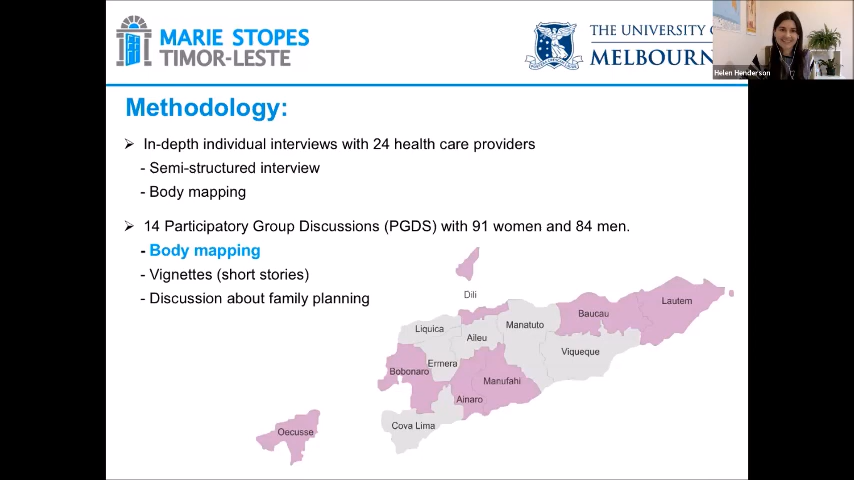 MARIE STOPES
TIMOR-LESTE
THE UNIVERSITY
MELBOURN
Helen Henderson
Methodology:
➢ In-depth individual interviews with 24 health care providers
- Semi-structured interview
- Body mapping
➢ 14 Participatory Group Discussions (PGDS) with 91 women and 84 men.
- Body mapping
- Vignettes (short stories)
- Discussion about family planning
Dili
Lautem
Baucau
Manatuto
Liquica
Aileu
Viqueque
Ermera
Bobonaro
Manufahi
Ainaro
Cova Lima
Oecusse